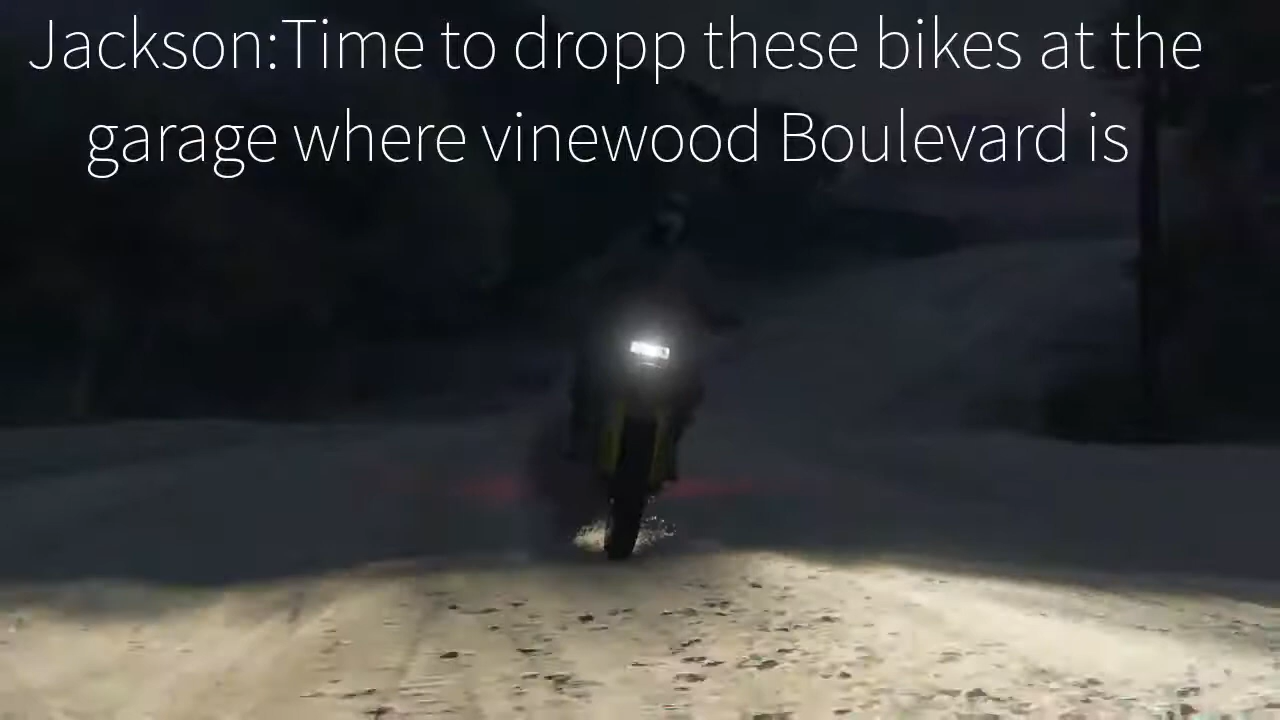 Jackson:Time to dropp these bikes at the
garage where vinewood Boulevard is